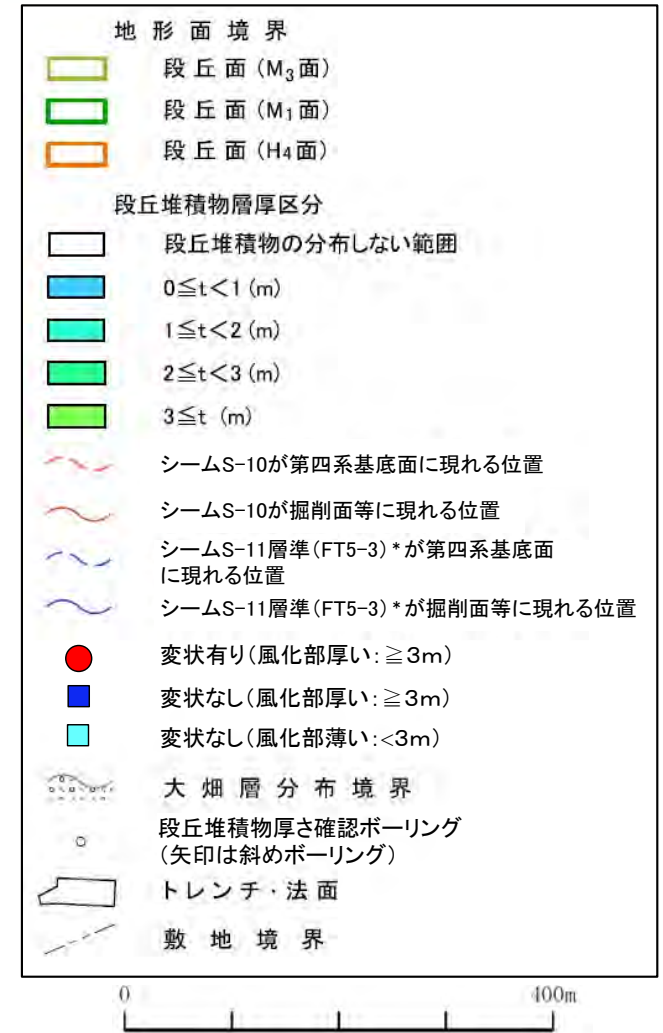 地形面境界
段丘面(M3面)
段丘面(M1面)
段丘面(H4面)
段丘堆積物層厚区分
段丘堆積物の分布しない範囲
0≦t<1 (m)
1≦t<2 (m)
2≦t<3 (m)
3≦t (m)
シームS-10が第四系基底面に現れる位置
シームS-10が掘削面等に現れる位置
シームS-11層準(FT5-3)*が第四系基底面
に現れる位置
シームS-11層準(FT5-3)*が掘削面等に現れる位置
変状有り(風化部厚い:≧3m)
変状なし(風化部厚い:≧3m)
変状なし(風化部薄い:<3m)
大畑層分布境界
段丘堆積物厚さ確認ボーリング
(矢印は斜めボーリング)
トレンチ・法面
敷地境界
0 400m